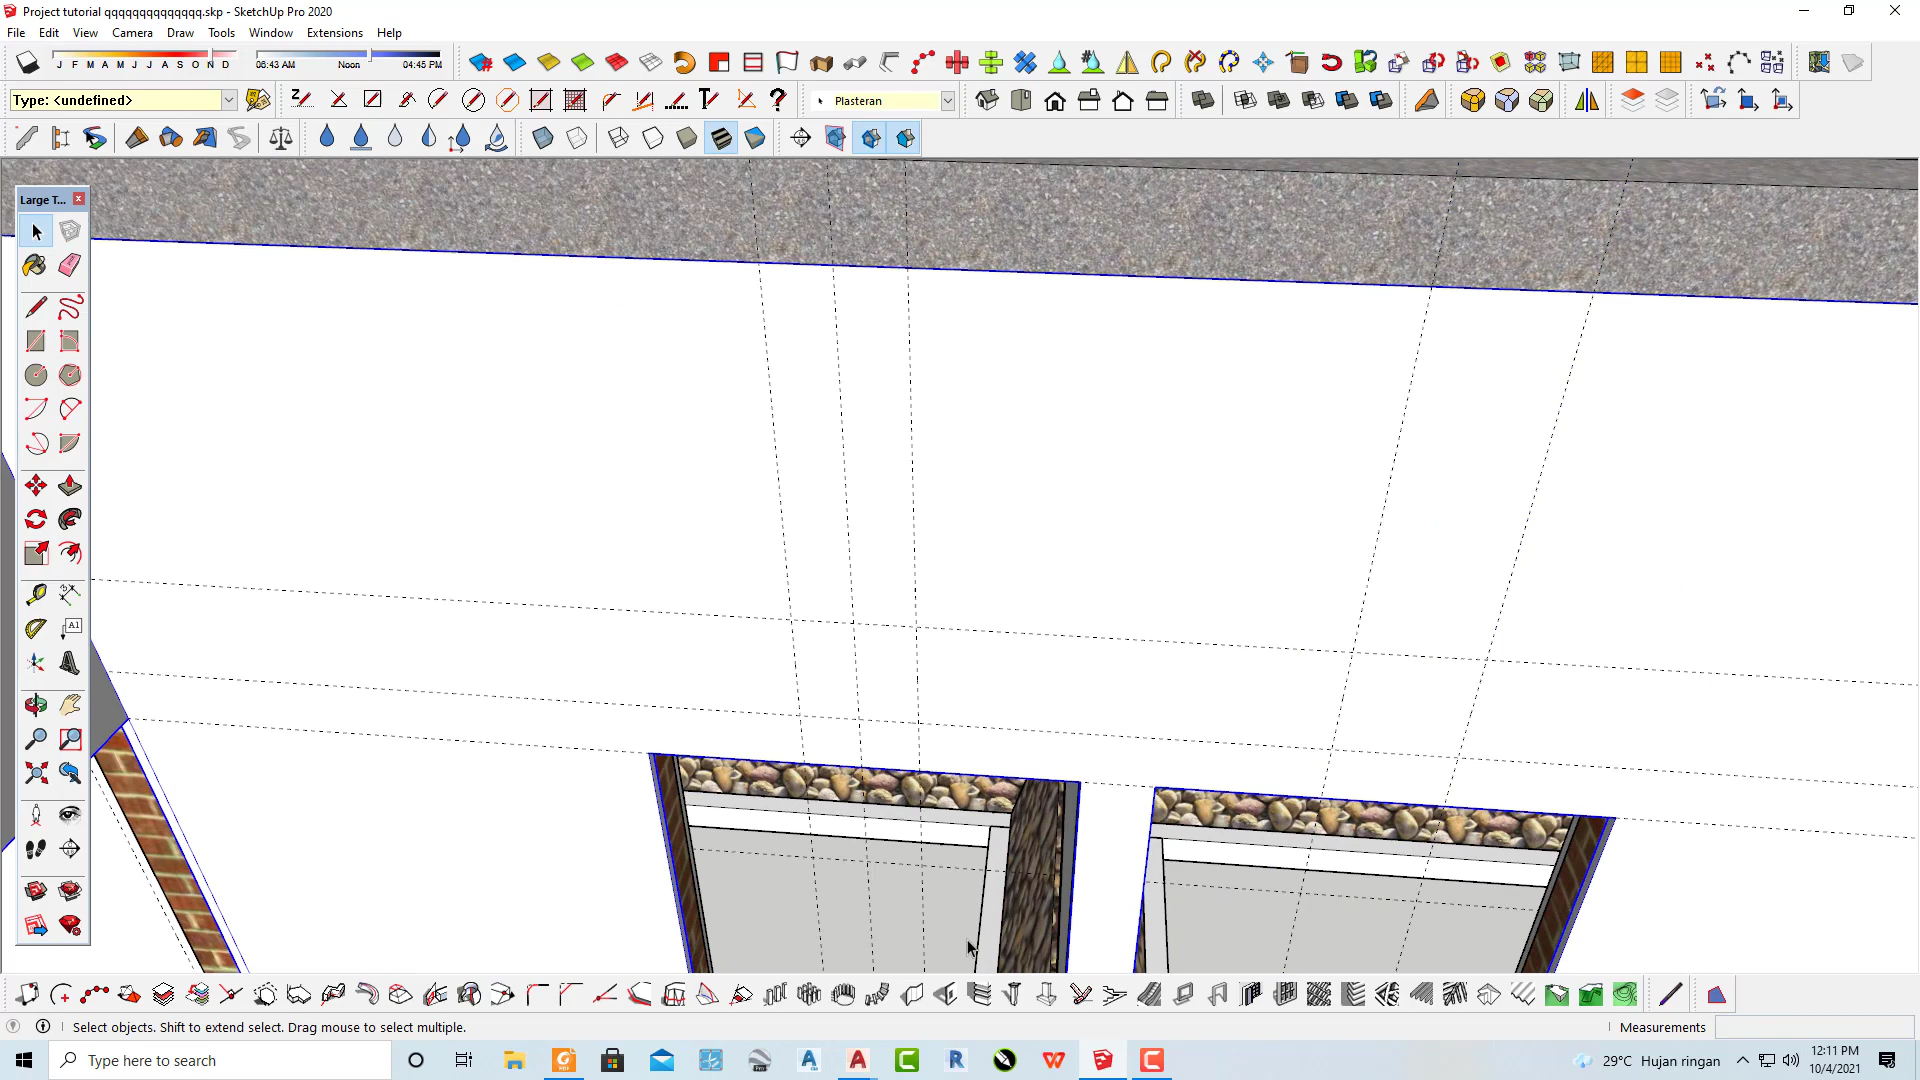 Project tutorial qqqqqqqqqqqqqq.skp - SketchUp Pro 2020
File Edit View Camera Draw Tools Window Extensions Help
J F M A M J J A S O N D
06:43 AM Noon 04:45 PM
Type: <undefined>
Plasteran
Large T...
A1
Select objects. Shift to extend select. Drag mouse to select multiple.
Measurements
Type here to search
29°C Hujan ringan
12:11 PM
10/4/2021